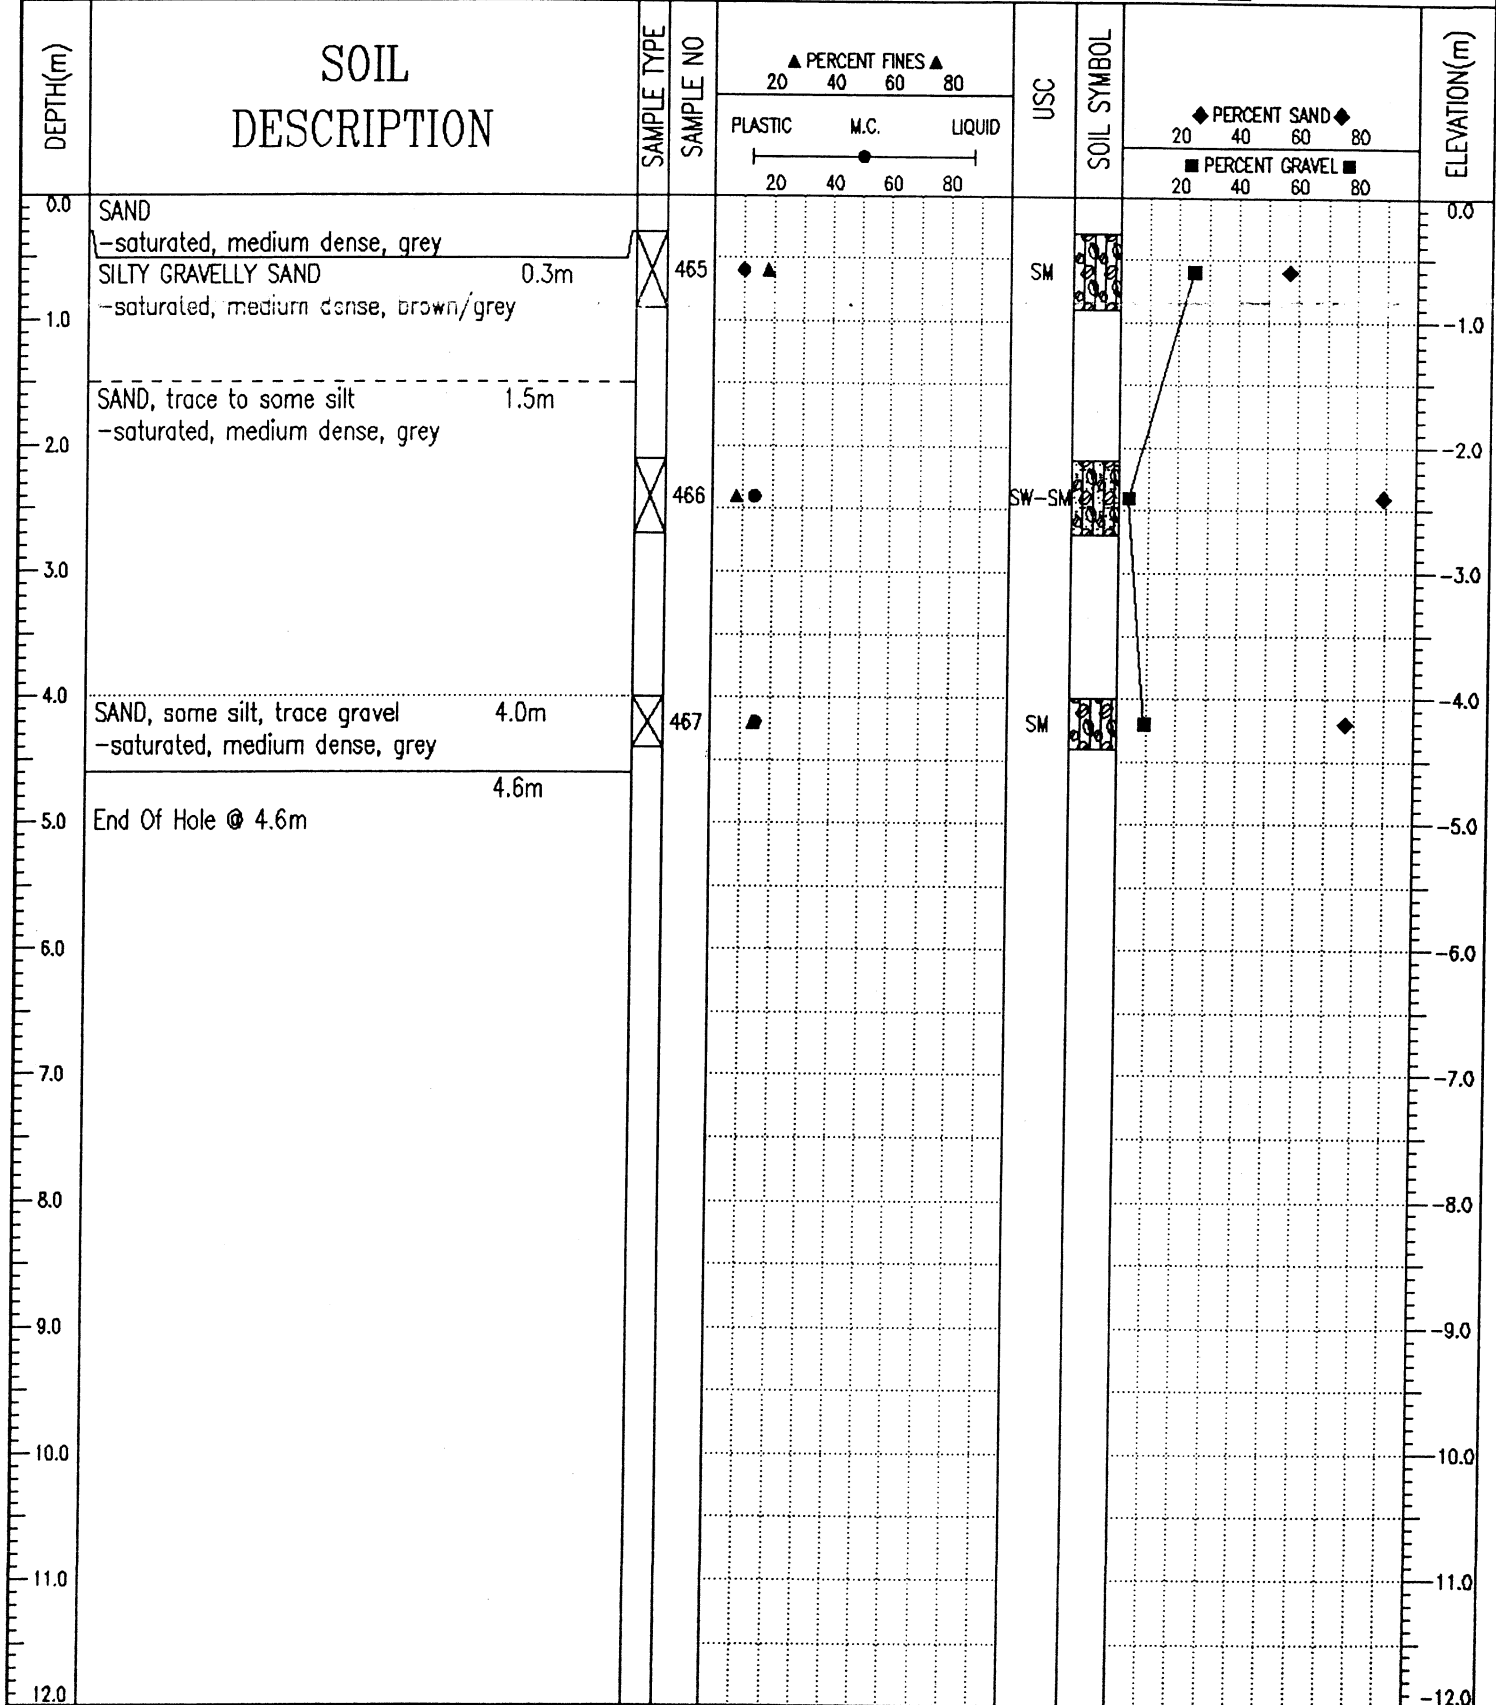 DEPTH(m)
SOIL
DESCRIPTION
SAMPLE TYPE
SAMPLE NO
▲ PERCENT FINES ▲
20 40 60 80
PLASTIC M.C. LIQUID
20 40 60 80
USC
SOIL SYMBOL
◆ PERCENT SAND ◆
20 40 60 80
■ PERCENT GRAVEL ■
20 40 60 80
ELEVATION(m)
0.0
SAND
-saturated, medium dense, grey
SILTY GRAVELLY SAND 0.3m
-saturated, medium dense, brown/grey
465
SM
0.0
1.0
-1.0
SAND, trace to some silt 1.5m
-saturated, medium dense, grey
2.0
-2.0
466
SW-SM
3.0
-3.0
4.0
-4.0
SAND, some silt, trace gravel 4.0m
-saturated, medium dense, grey
467
SM
4.6m
End Of Hole @ 4.6m
5.0
-5.0
6.0
-6.0
7.0
-7.0
8.0
-8.0
9.0
-9.0
10.0
-10.0
11.0
-11.0
12.0
-12.0